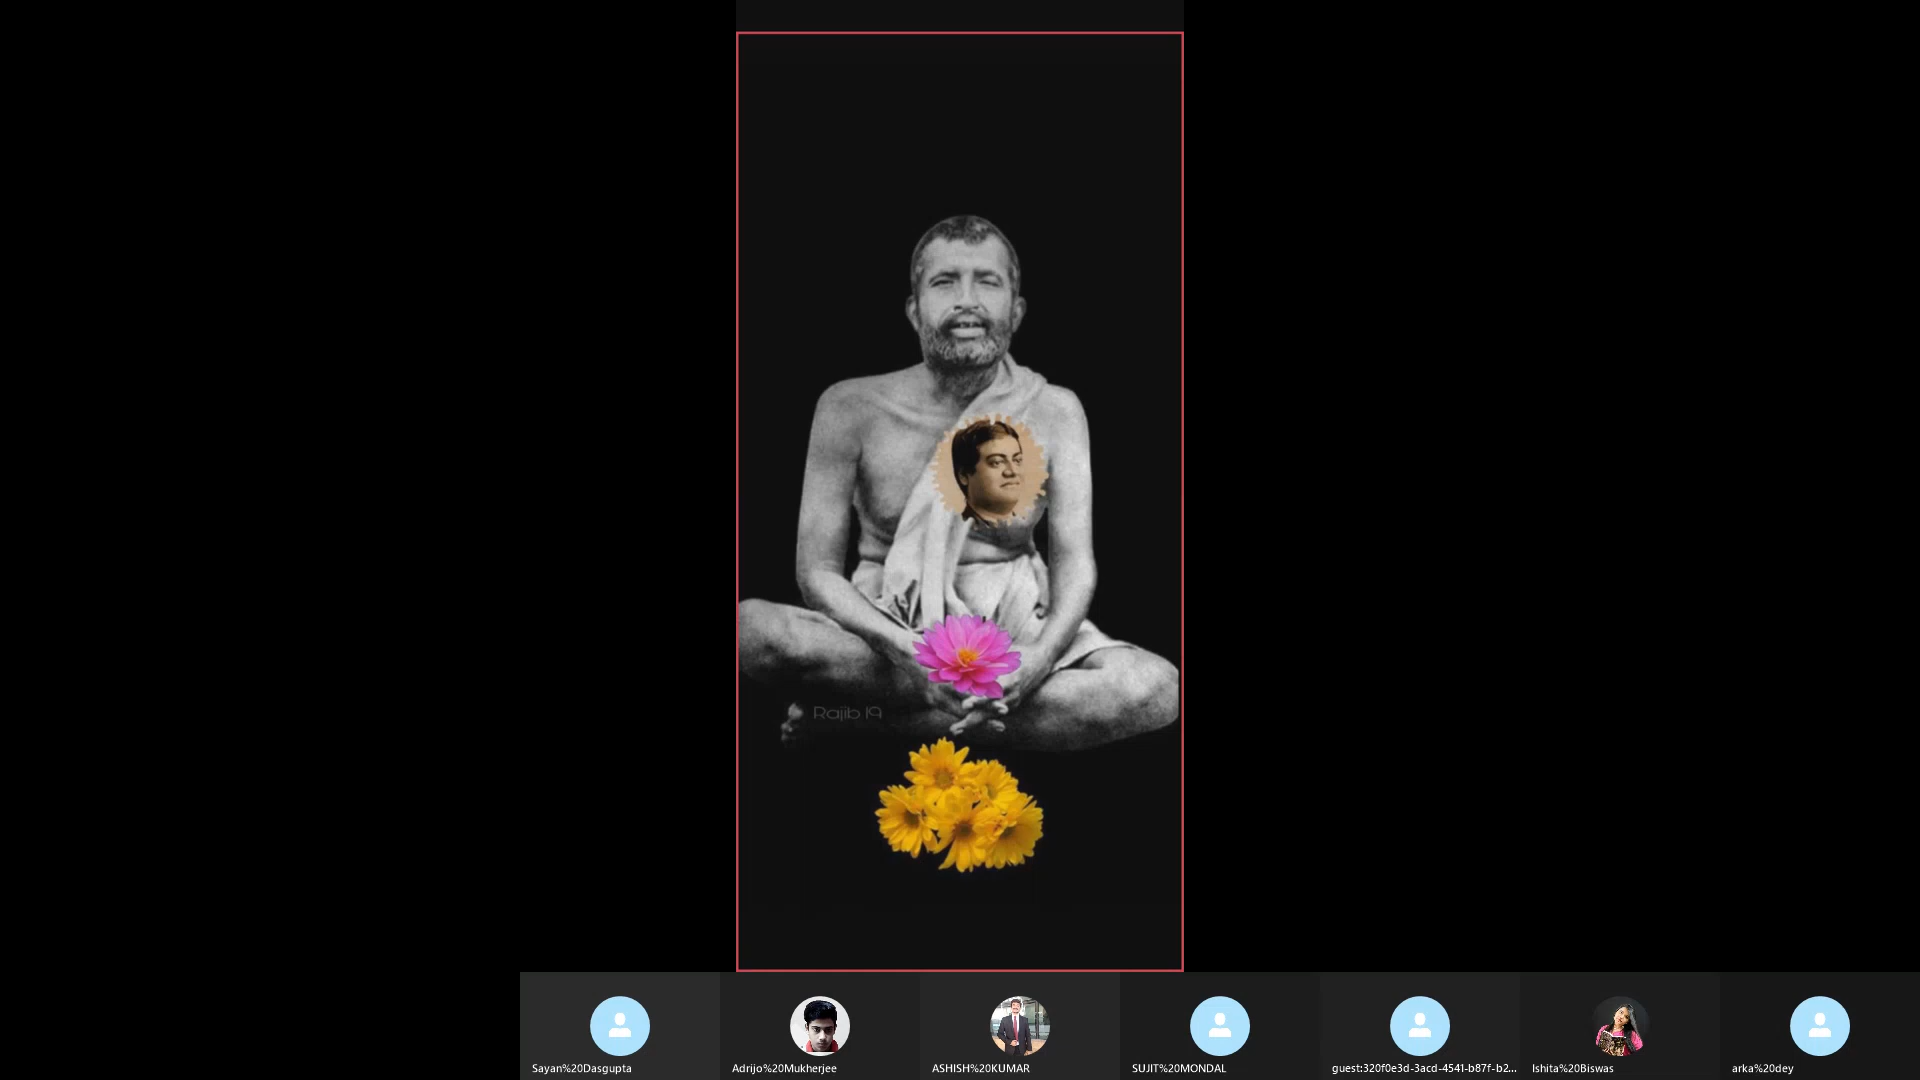 Rajib 19
Sayan%20Dasgupta
Adrijo%20Mukherjee
ASHISH%20KUMAR
SUJIT%20MONDAL
guest:320f0e3d-3acd-4541-b87f-b2...
Ishita%20Biswas
arka%20dey